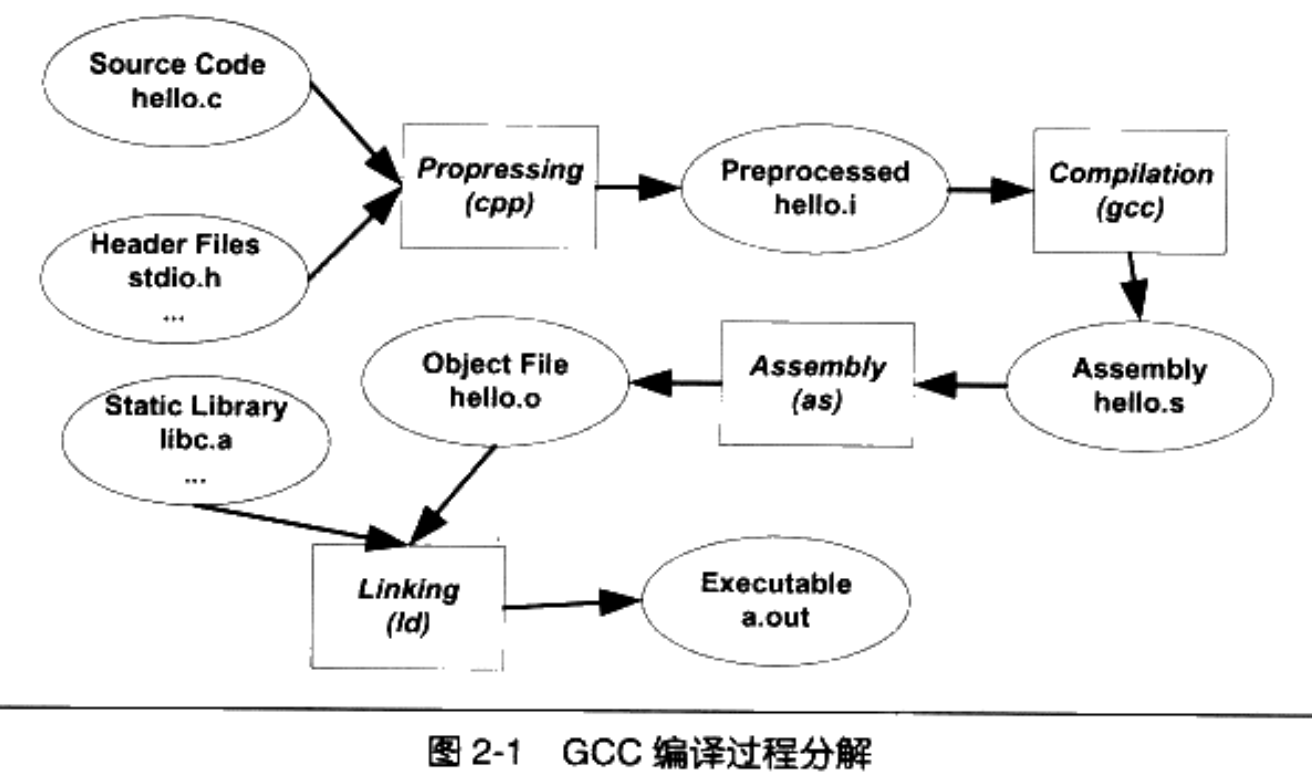 Source Code
hello.c
Header Files
stdio.h
...
Propressing
(cpp)
Preprocessed
hello.i
Compilation
(gcc)
Assembly
hello.s
Assembly
(as)
Object File
hello.o
Static Library
libc.a
...
Linking
(ld)
Executable
a.out
图 2-1 GCC 编译过程分解